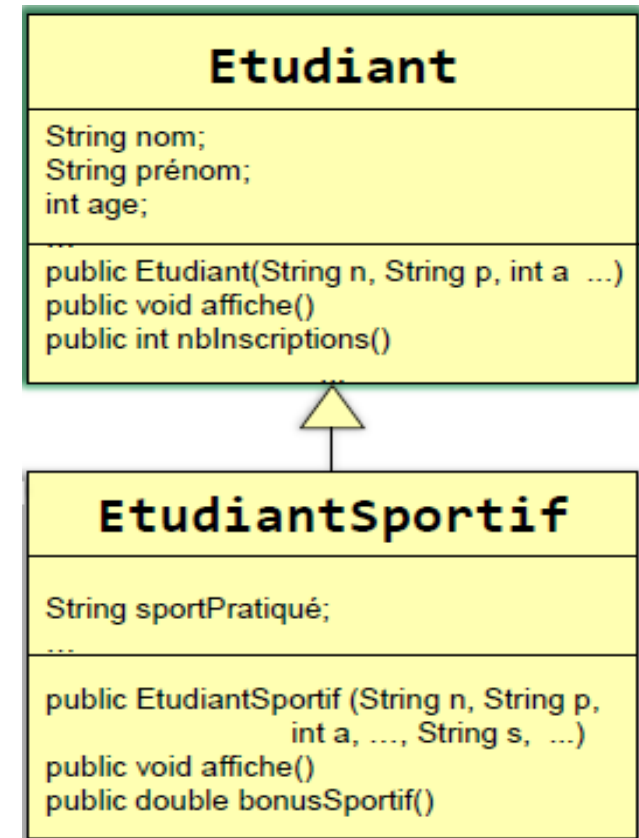 Etudiant
String nom;
String prénom;
int age;
...
public Etudiant(String n, String p, int a ...)
public void affiche()
public int nbInscriptions()
...
EtudiantSportif
String sportPratiqué;
...
public EtudiantSportif (String n, String p,
int a, ..., String s, ...)
public void affiche()
public double bonusSportif()